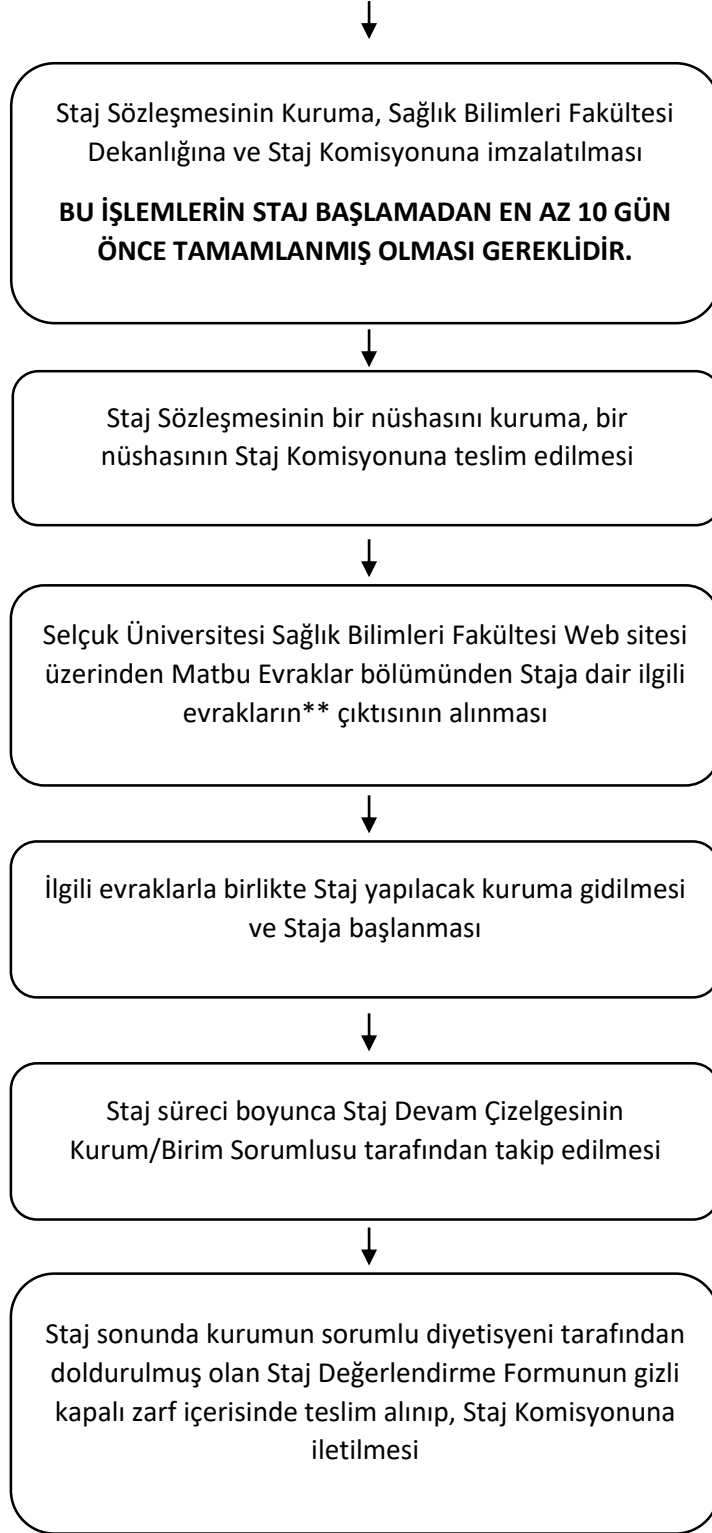 Staj Sözleşmesinin Kuruma, Sağlık Bilimleri Fakültesi
Dekanlığına ve Staj Komisyonuna imzalatılması
BU İŞLEMLERİN STAJ BAŞLAMADAN EN AZ 10 GÜN
ÖNCE TAMAMLANMIŞ OLMASI GEREKLİDİR.
Staj Sözleşmesinin bir nüshasını kuruma, bir
nüshasının Staj Komisyonuna teslim edilmesi
Selçuk Üniversitesi Sağlık Bilimleri Fakültesi Web sitesi
üzerinden Matbu Evraklar bölümünden Staja dair ilgili
evrakların** çıktısının alınması
İlgili evraklarla birlikte Staj yapılacak kuruma gidilmesi
ve Staja başlanması
Staj süreci boyunca Staj Devam Çizelgesinin
Kurum/Birim Sorumlusu tarafından takip edilmesi
Staj sonunda kurumun sorumlu diyetisyeni tarafından
doldurulmuş olan Staj Değerlendirme Formunun gizli
kapalı zarf içerisinde teslim alınıp, Staj Komisyonuna
iletilmesi